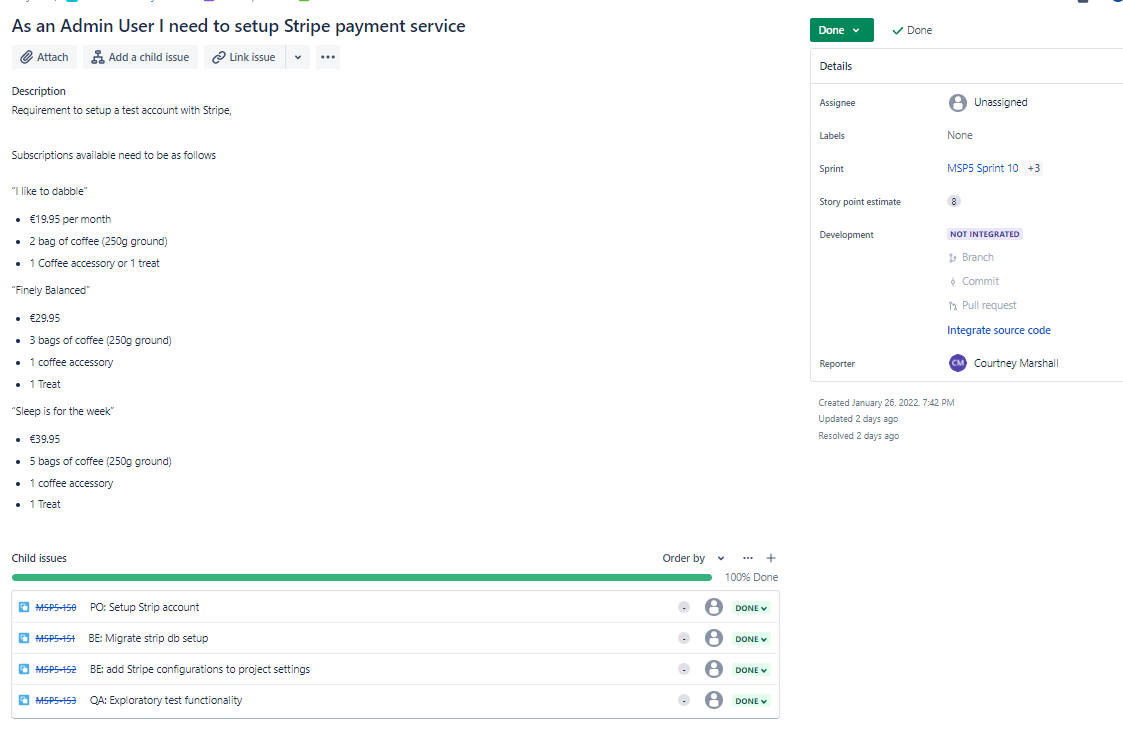 As an Admin User I need to setup Stripe payment service
Attach
Add a child issue
Link issue
Description
Requirement to setup a test account with Stripe,
Subscriptions available need to be as follows
“I like to dabble”
€19.95 per month
2 bag of coffee (250g ground)
1 Coffee accessory or 1 treat
“Finely Balanced”
€29.95
3 bags of coffee (250g ground)
1 coffee accessory
1 Treat
“Sleep is for the week”
€39.95
5 bags of coffee (250g ground)
1 coffee accessory
1 Treat
Child issues
Order by
100% Done
MSP5-150 PO: Setup Strip account - DONE
MSP5-151 BE: Migrate strip db setup - DONE
MSP5-152 BE: add Stripe configurations to project settings - DONE
MSP5-153 QA: Exploratory test functionality - DONE
Done
Done
Details
Assignee Unassigned
Labels None
Sprint MSP5 Sprint 10 +3
Story point estimate 8
Development NOT INTEGRATED
Branch
Commit
Pull request
Integrate source code
Reporter CM Courtney Marshall
Created January 26, 2022, 7:42 PM
Updated 2 days ago
Resolved 2 days ago